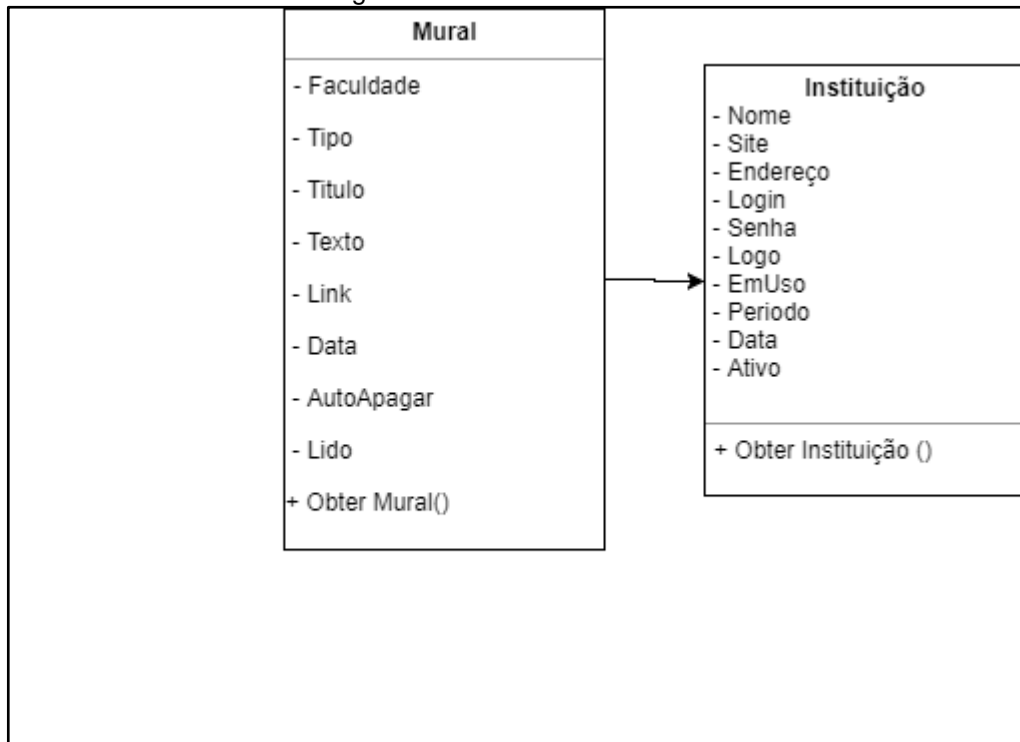 Mural
- Faculdade
- Tipo
- Titulo
- Texto
- Link
- Data
- AutoApagar
- Lido
+ Obter Mural()
Instituição
- Nome
- Site
- Endereço
- Login
- Senha
- Logo
- EmUso
- Periodo
- Data
- Ativo
+ Obter Instituição ()